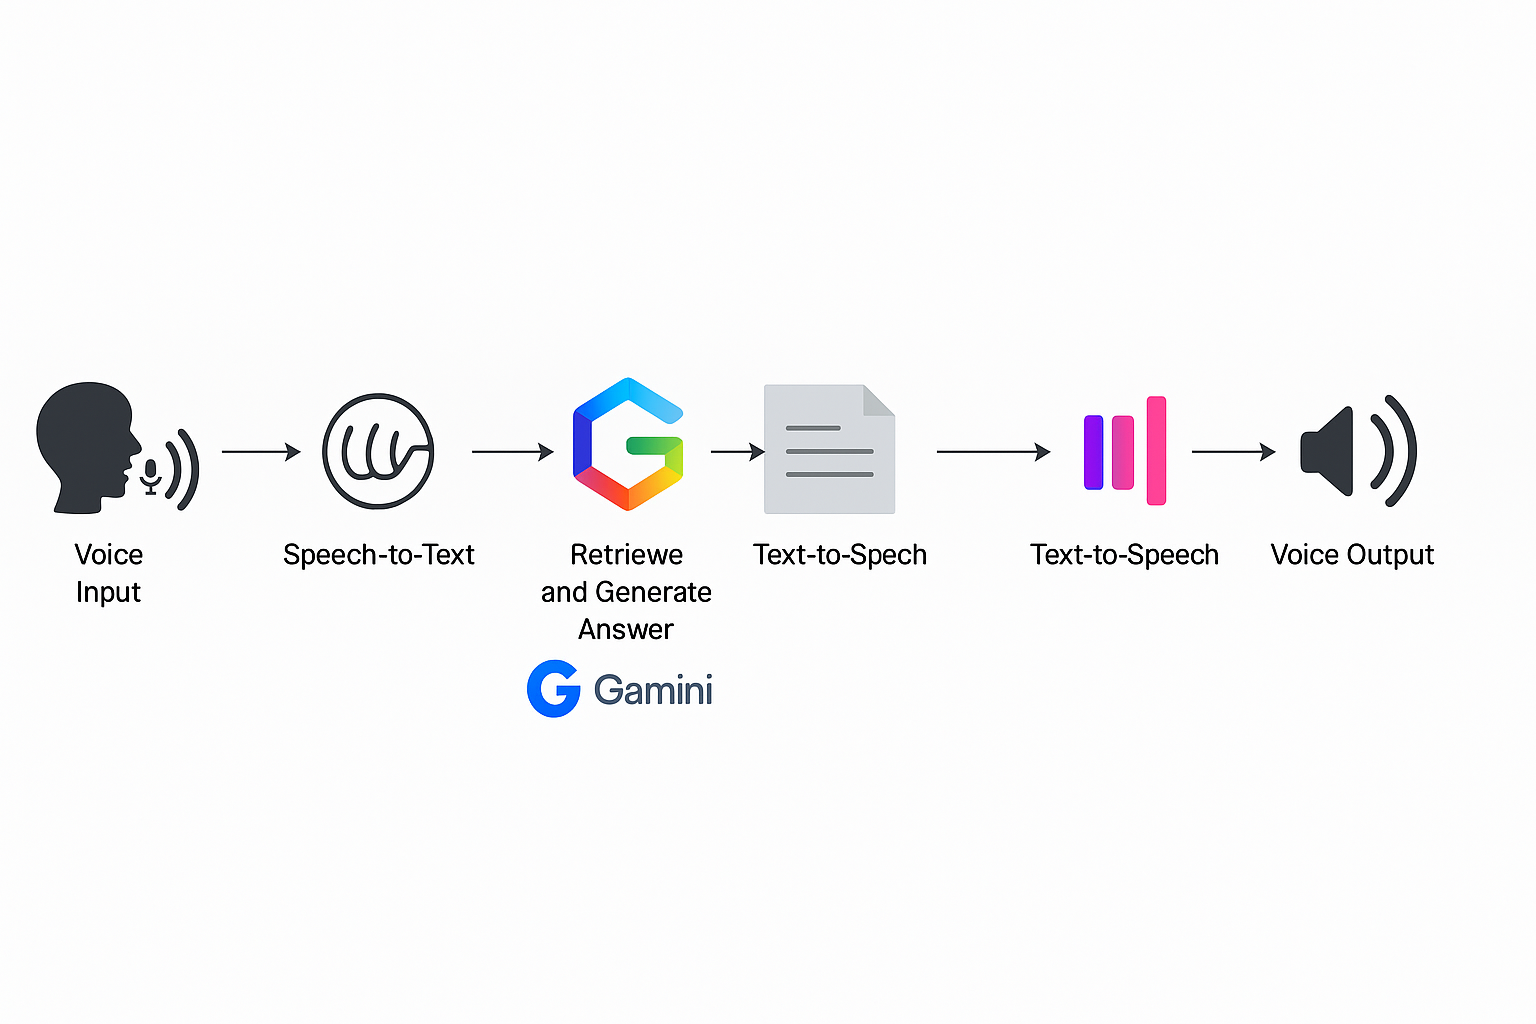 Voice
Input
Speech-to-Text
Retriewe
and Generate
Answer
Gamini
Text-to-Spech
Text-to-Speech
Voice Output